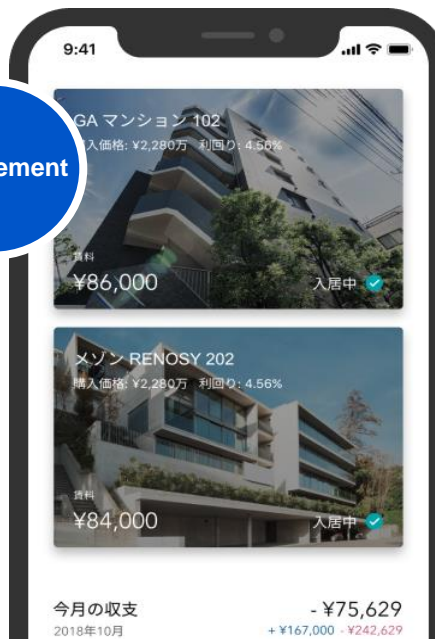 9:41
GA マンション 102
入価格: ¥2,280万 利回り: 4.56%
ement
賃料
¥86,000
入居中
メゾン RENOSY 202
購入価格: ¥2,280万 利回り: 4.56%
賃料
¥84,000
入居中
今月の収支
- ¥75,629
2018年10月
+ ¥167,000 - ¥242,629